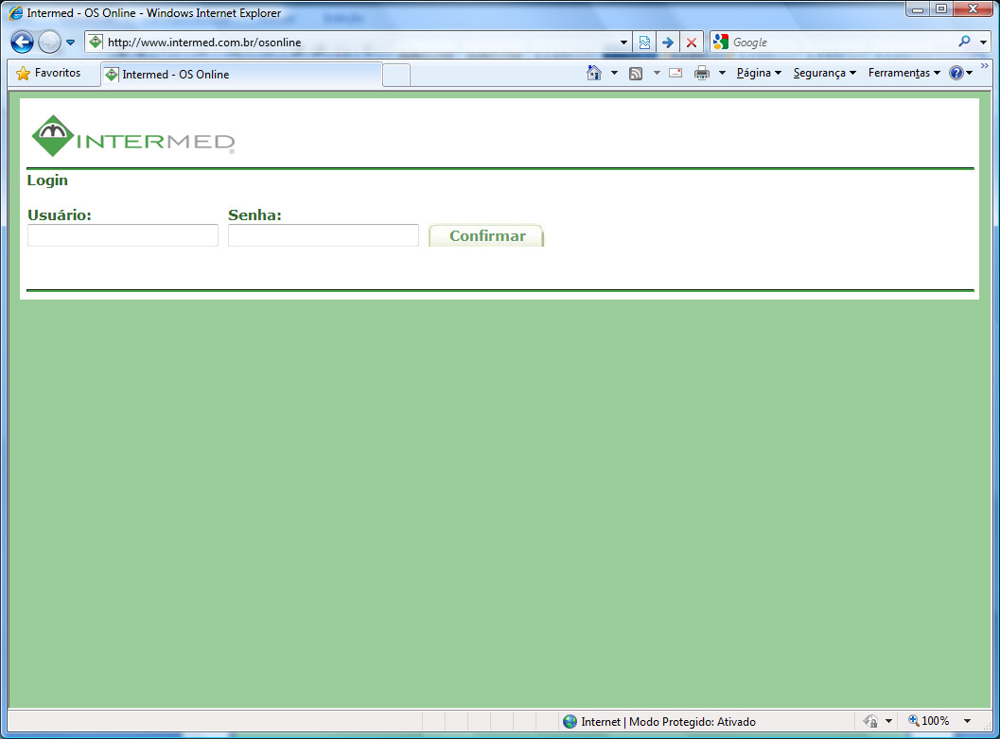 Intermed - OS Online - Windows Internet Explorer
http://www.intermed.com.br/osonline
Google
Favoritos
Intermed - OS Online
Página
Segurança
Ferramentas
INTERMED
Login
Usuário:
Senha:
Confirmar
Internet | Modo Protegido: Ativado
100%